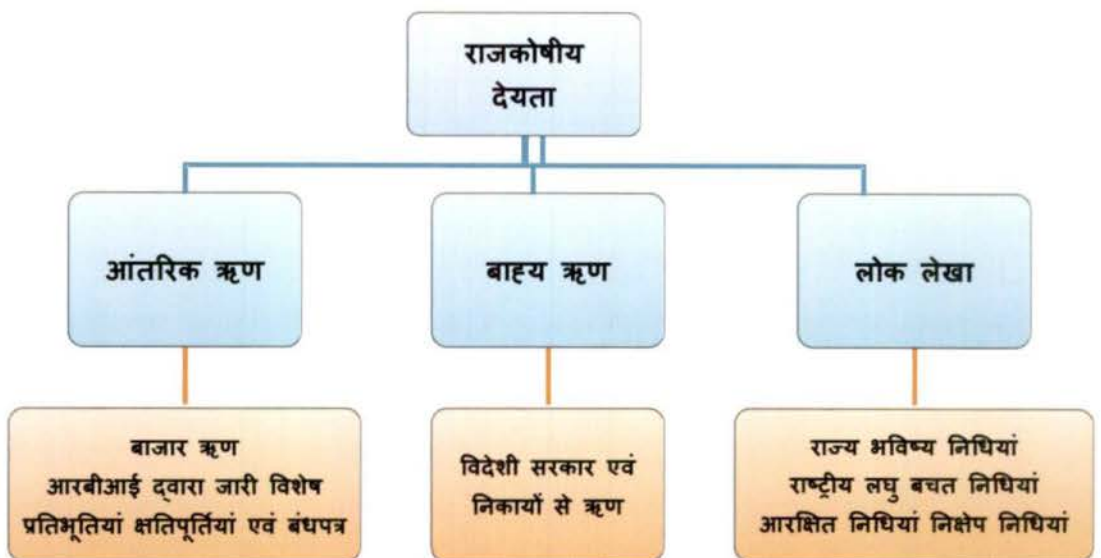 राजकोषीय
देयता
आंतरिक ऋण
बाह्य ऋण
लोक लेखा
बाजार ऋण
आरबीआई द्वारा जारी विशेष
प्रतिभूतियां क्षतिपूर्तियां एवं बंधपत्र
विदेशी सरकार एवं
निकायों से ऋण
राज्य भविष्य निधियां
राष्ट्रीय लघु बचत निधियां
आरक्षित निधियां निक्षेप निधियां